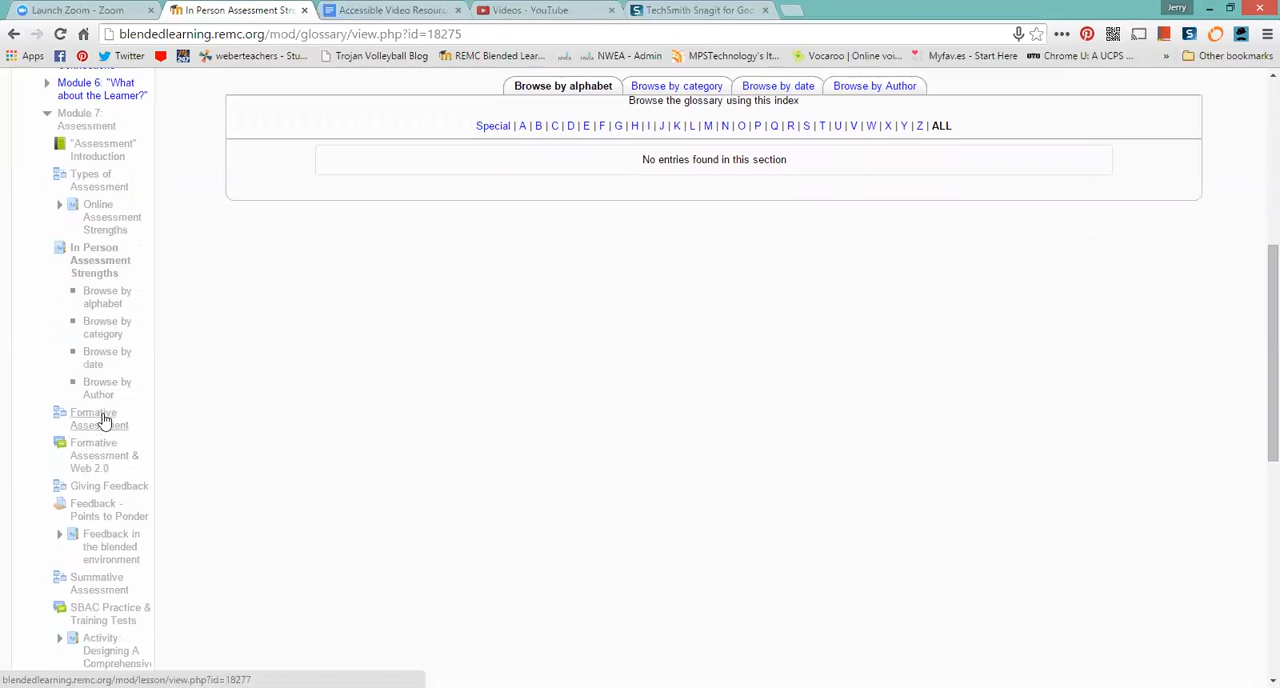 Launch Zoom - Zoom
In Person Assessment Stre
Accessible Video Resourc
Videos - YouTube
TechSmith Snagit for Goo
Jerry
blendedlearning.remc.org/mod/glossary/view.php?id=18275
Apps
Twitter
weberteachers - Stu...
Trojan Volleyball Blog
REMC Blended Lear...
NWEA - Admin
MPSTechnology's It...
Vocaroo | Online voi...
Myfav.es - Start Here
Chrome U: A UCPS ...
»
Other bookmarks
Module 6: "What
about the Learner?"
Module 7:
Assessment
"Assessment"
Introduction
Types of
Assessment
Online
Assessment
Strengths
In Person
Assessment
Strengths
Browse by
alphabet
Browse by
category
Browse by
date
Browse by
Author
Formative
Assessment
Formative
Assessment &
Web 2.0
Giving Feedback
Feedback -
Points to Ponder
Feedback in
the blended
environment
Summative
Assessment
SBAC Practice &
Training Tests
Activity:
Designing A
Comprehensiv
Browse by alphabet
Browse by category
Browse by date
Browse by Author
Browse the glossary using this index
Special | A | B | C | D | E | F | G | H | I | J | K | L | M | N | O | P | Q | R | S | T | U | V | W | X | Y | Z | ALL
No entries found in this section
blendedlearning.remc.org/mod/lesson/view.php?id=18277